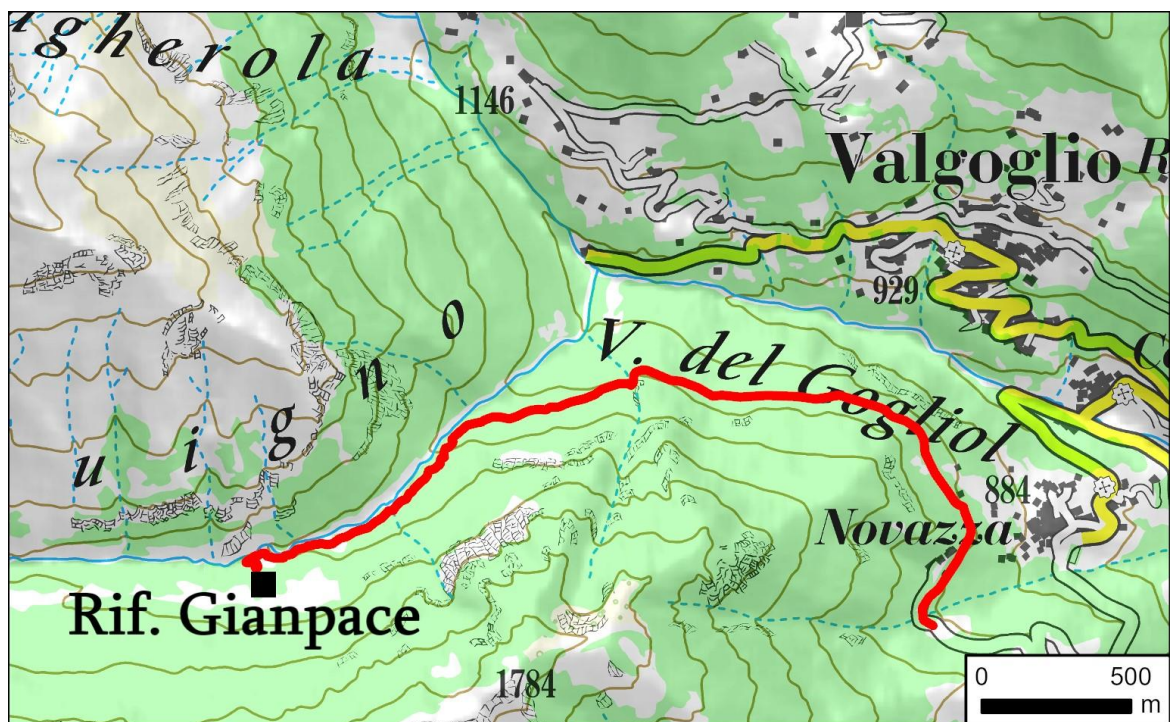 gherola
1146
Valgoglio R
929
o
V. del Gogliol
n
C
g
i
u
884
Novazza
Rif. Gianpace
1784
0 500
m